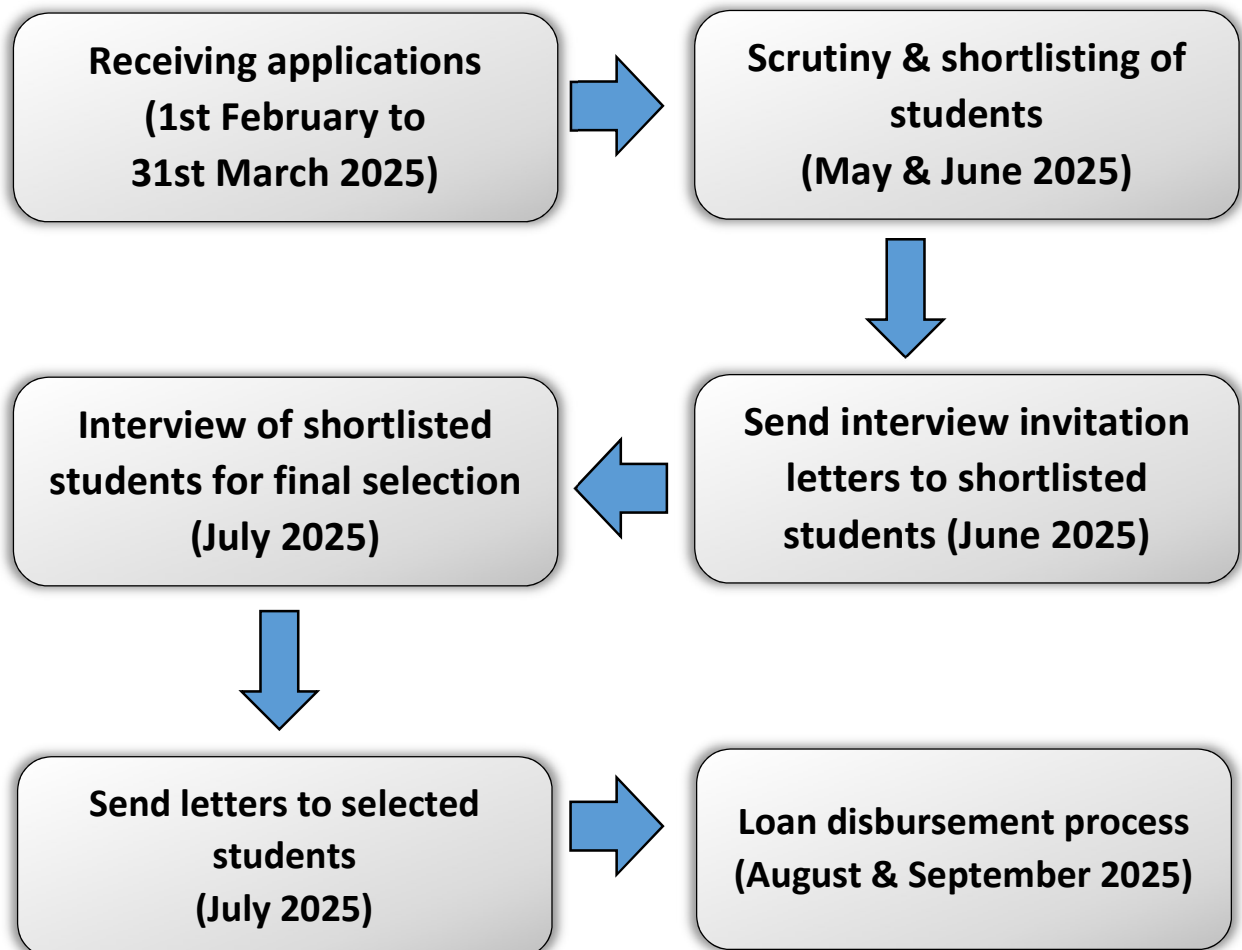 Receiving applications
(1st February to
31st March 2025)
Scrutiny & shortlisting of
students
(May & June 2025)
Send interview invitation
letters to shortlisted
students (June 2025)
Interview of shortlisted
students for final selection
(July 2025)
Send letters to selected
students
(July 2025)
Loan disbursement process
(August & September 2025)